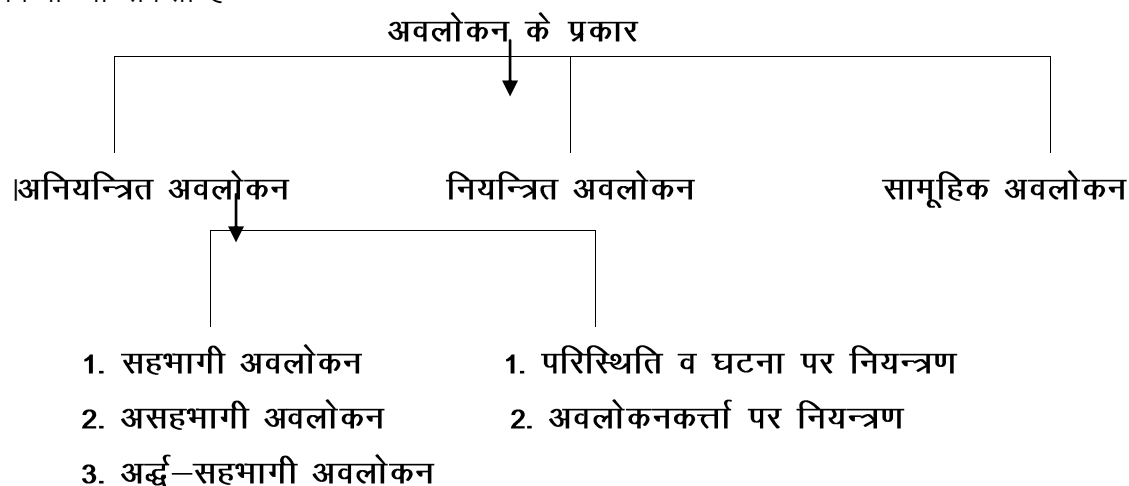 अवलोकन के प्रकार
अनियन्त्रित अवलोकन नियन्त्रित अवलोकन सामूहिक अवलोकन
1. सहभागी अवलोकन 1. परिस्थिति व घटना पर नियन्त्रण
2. असहभागी अवलोकन 2. अवलोकनकर्त्ता पर नियन्त्रण
3. अर्द्ध–सहभागी अवलोकन